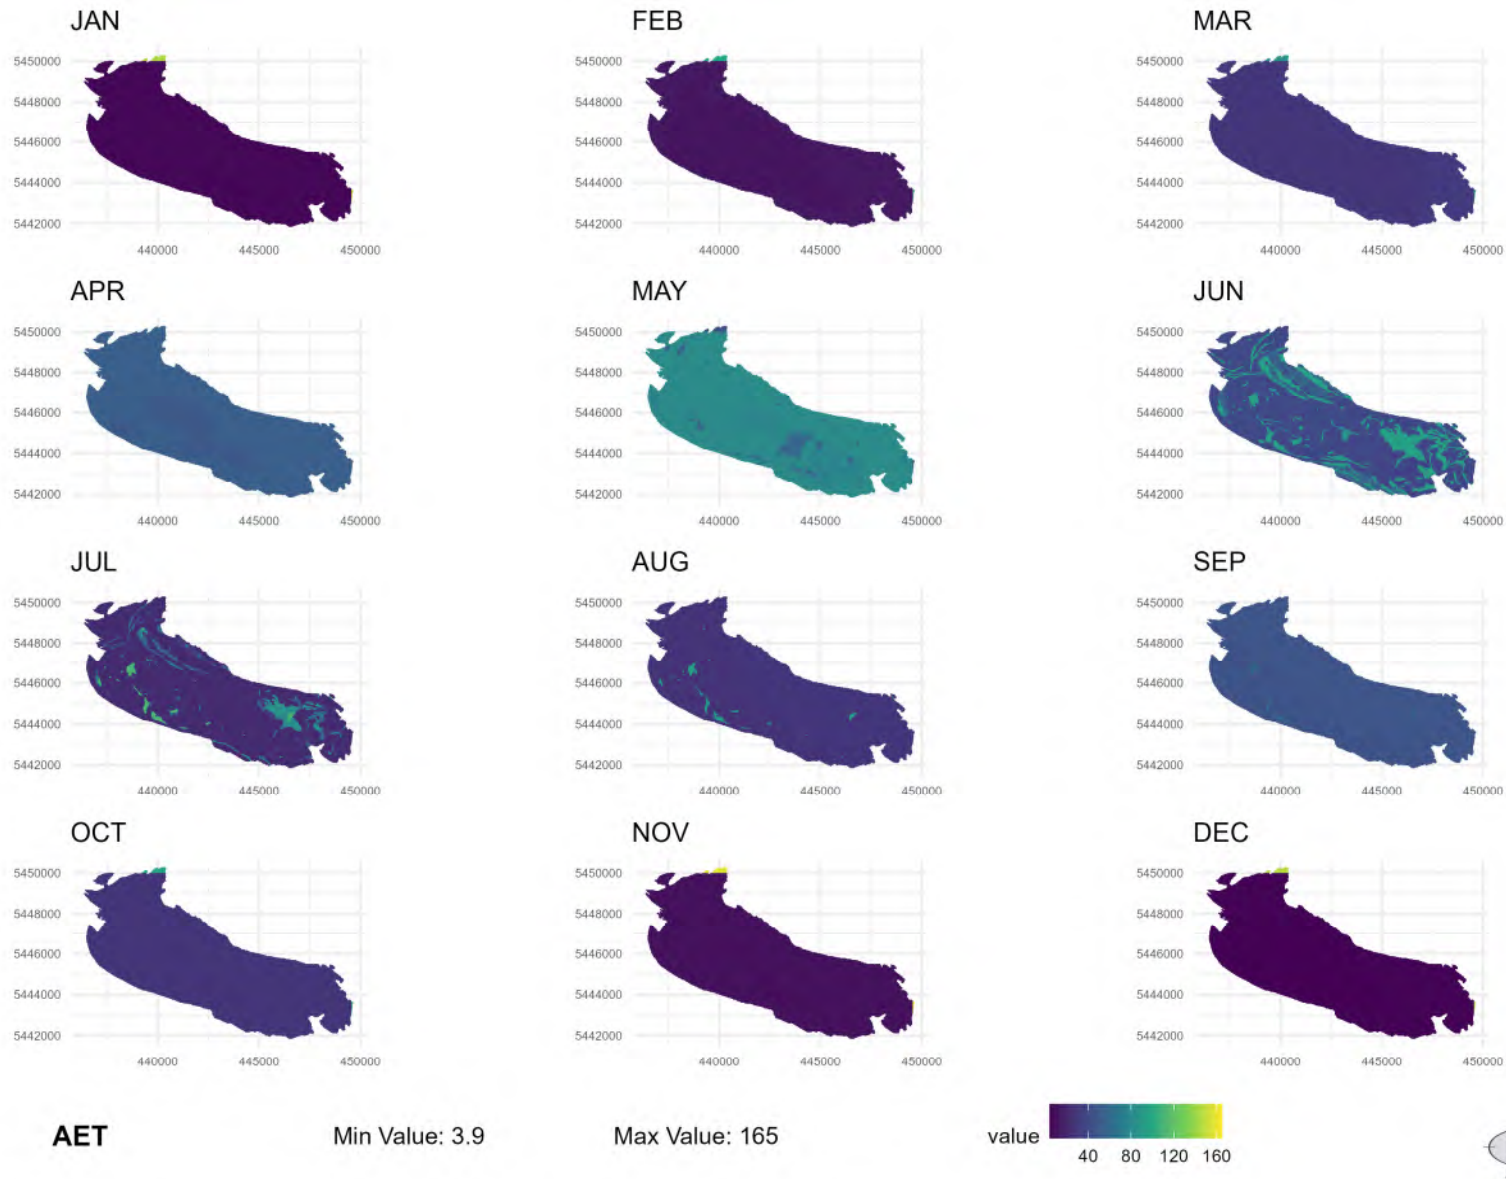 JAN FEB MAR
5450000 5450000 5450000
5448000 5448000 5448000
5446000 5446000 5446000
5444000 5444000 5444000
5442000 5442000 5442000
440000 445000 450000 440000 445000 450000 440000 445000 450000
APR MAY JUN
5450000 5450000 5450000
5448000 5448000 5448000
5446000 5446000 5446000
5444000 5444000 5444000
5442000 5442000 5442000
440000 445000 450000 440000 445000 450000 440000 445000 450000
JUL AUG SEP
5450000 5450000 5450000
5448000 5448000 5448000
5446000 5446000 5446000
5444000 5444000 5444000
5442000 5442000 5442000
440000 445000 450000 440000 445000 450000 440000 445000 450000
OCT NOV DEC
5450000 5450000 5450000
5448000 5448000 5448000
5446000 5446000 5446000
5444000 5444000 5444000
5442000 5442000 5442000
440000 445000 450000 440000 445000 450000 440000 445000 450000
AET Min Value: 3.9 Max Value: 165 value
40 80 120 160